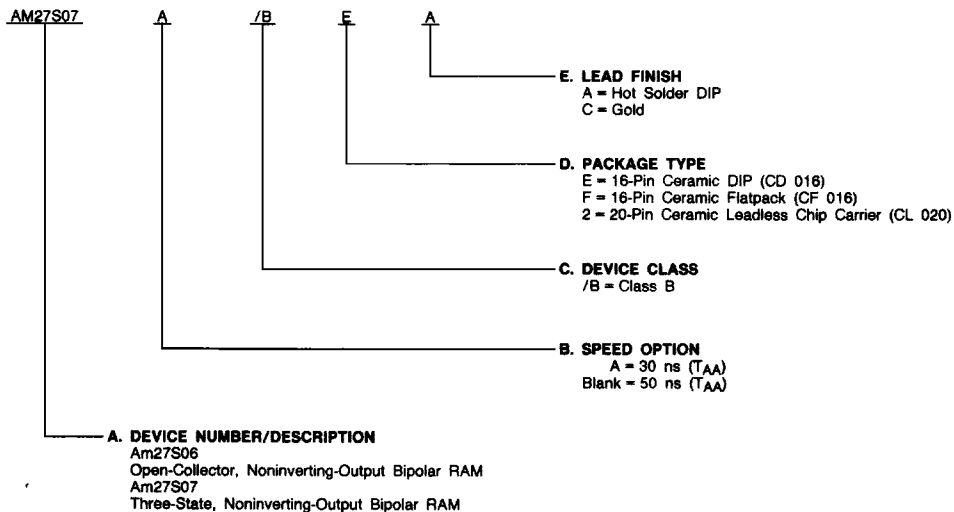 AM27S07 A /B E A
E. LEAD FINISH
A = Hot Solder DIP
C = Gold
D. PACKAGE TYPE
E = 16-Pin Ceramic DIP (CD 016)
F = 16-Pin Ceramic Flatpack (CF 016)
2 = 20-Pin Ceramic Leadless Chip Carrier (CL 020)
C. DEVICE CLASS
/B = Class B
B. SPEED OPTION
A = 30 ns (TAA)
Blank = 50 ns (TAA)
A. DEVICE NUMBER/DESCRIPTION
Am27S06
Open-Collector, Noninverting-Output Bipolar RAM
Am27S07
Three-State, Noninverting-Output Bipolar RAM